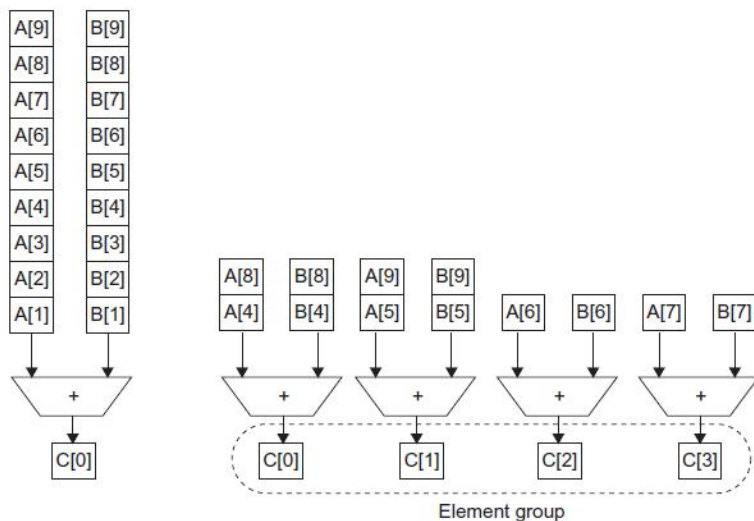 A[9] B[9]
A[8] B[8]
A[7] B[7]
A[6] B[6]
A[5] B[5]
A[4] B[4]
A[3] B[3]
A[2] B[2]
A[1] B[1]
+
C[0]
A[8] B[8] A[9] B[9]
A[4] B[4] A[5] B[5] A[6] B[6] A[7] B[7]
+ + + +
C[0] C[1] C[2] C[3]
Element group